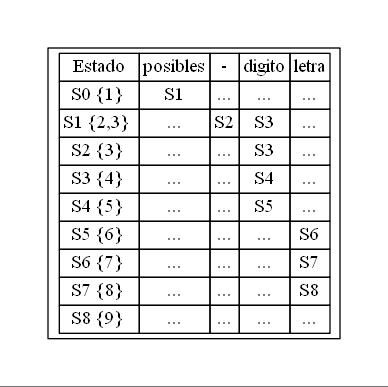 Estado posibles - digito letra
S0 {1} S1 ... ... ...
S1 {2,3} ... S2 S3 ...
S2 {3} ... ... S3 ...
S3 {4} ... ... S4 ...
S4 {5} ... ... S5 ...
S5 {6} ... ... ... S6
S6 {7} ... ... ... S7
S7 {8} ... ... ... S8
S8 {9} ... ... ... ...